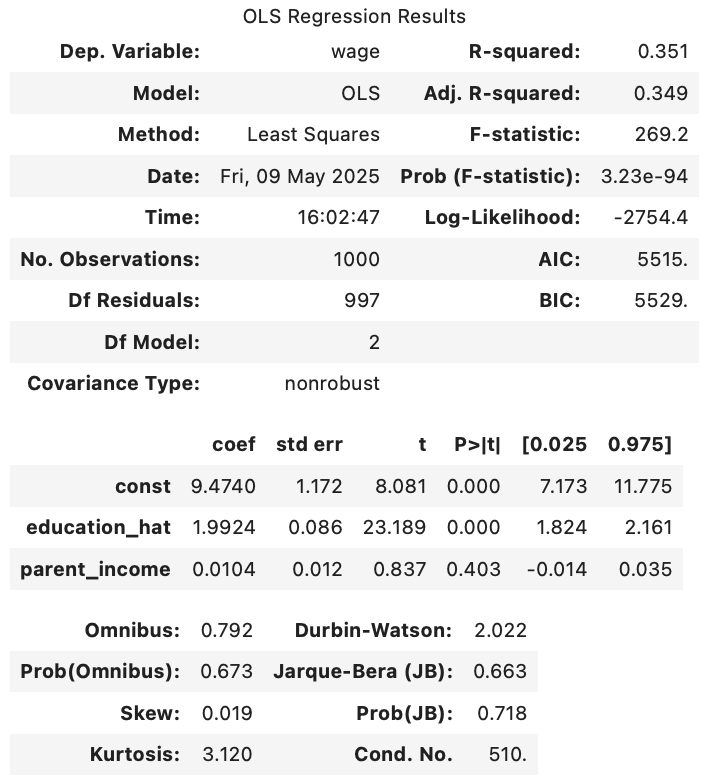 OLS Regression Results
Dep. Variable: wage R-squared: 0.351
Model: OLS Adj. R-squared: 0.349
Method: Least Squares F-statistic: 269.2
Date: Fri, 09 May 2025 Prob (F-statistic): 3.23e-94
Time: 16:02:47 Log-Likelihood: -2754.4
No. Observations: 1000 AIC: 5515.
Df Residuals: 997 BIC: 5529.
Df Model: 2
Covariance Type: nonrobust
coef std err t P>|t| [0.025 0.975]
const 9.4740 1.172 8.081 0.000 7.173 11.775
education_hat 1.9924 0.086 23.189 0.000 1.824 2.161
parent_income 0.0104 0.012 0.837 0.403 -0.014 0.035
Omnibus: 0.792 Durbin-Watson: 2.022
Prob(Omnibus): 0.673 Jarque-Bera (JB): 0.663
Skew: 0.019 Prob(JB): 0.718
Kurtosis: 3.120 Cond. No. 510.